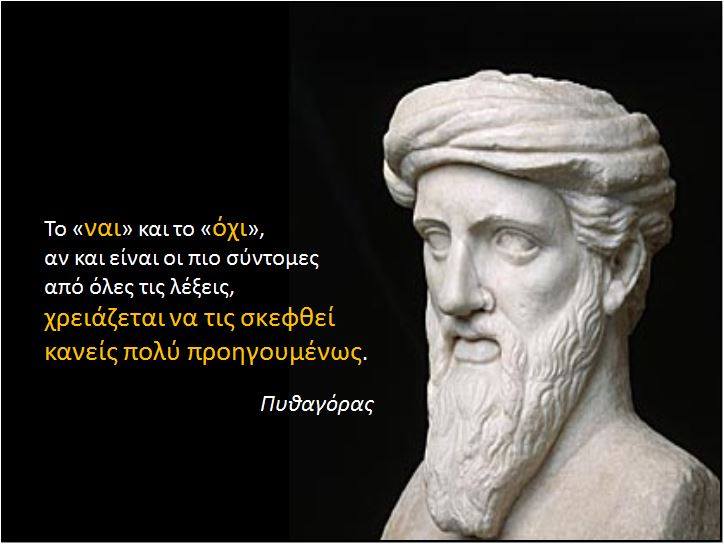 Το «ναι» και το «όχι»,
αν και είναι οι πιο σύντομες
από όλες τις λέξεις,
χρειάζεται να τις σκεφθεί
κανείς πολύ προηγουμένως.
Πυθαγόρας